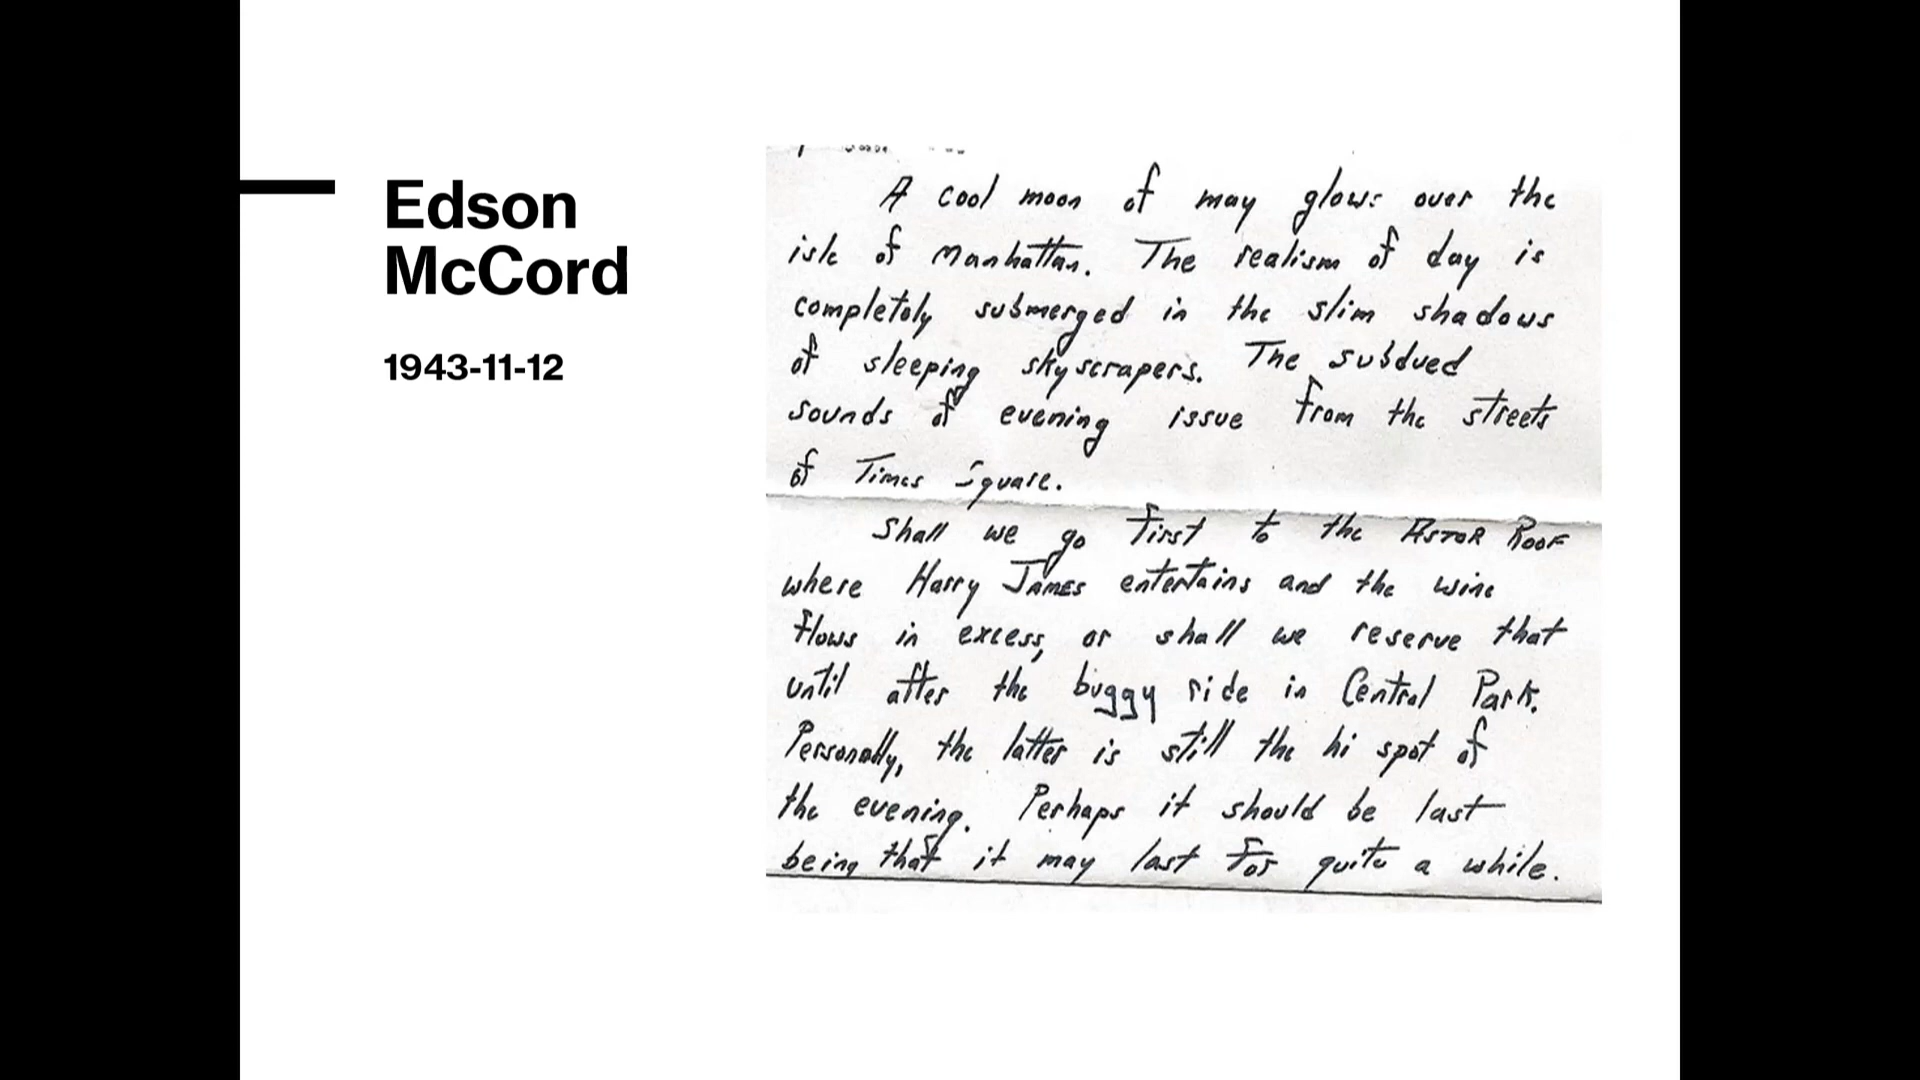 Edson
McCord
1943-11-12
A cool moon of may glows over the
isle of Manhattan. The realism of day is
completely submerged in the slim shadows
of sleeping skyscrapers. The subdued
sounds of evening issue from the streets
of Times Square.
Shall we go first to the ASTOR ROOF
where Harry JAMES entertains and the wine
flows in excess, or shall we reserve that
until after the buggy ride in Central Park.
Personally, the latter is still the hi spot of
the evening. Perhaps it should be last
being that it may last for quite a while.